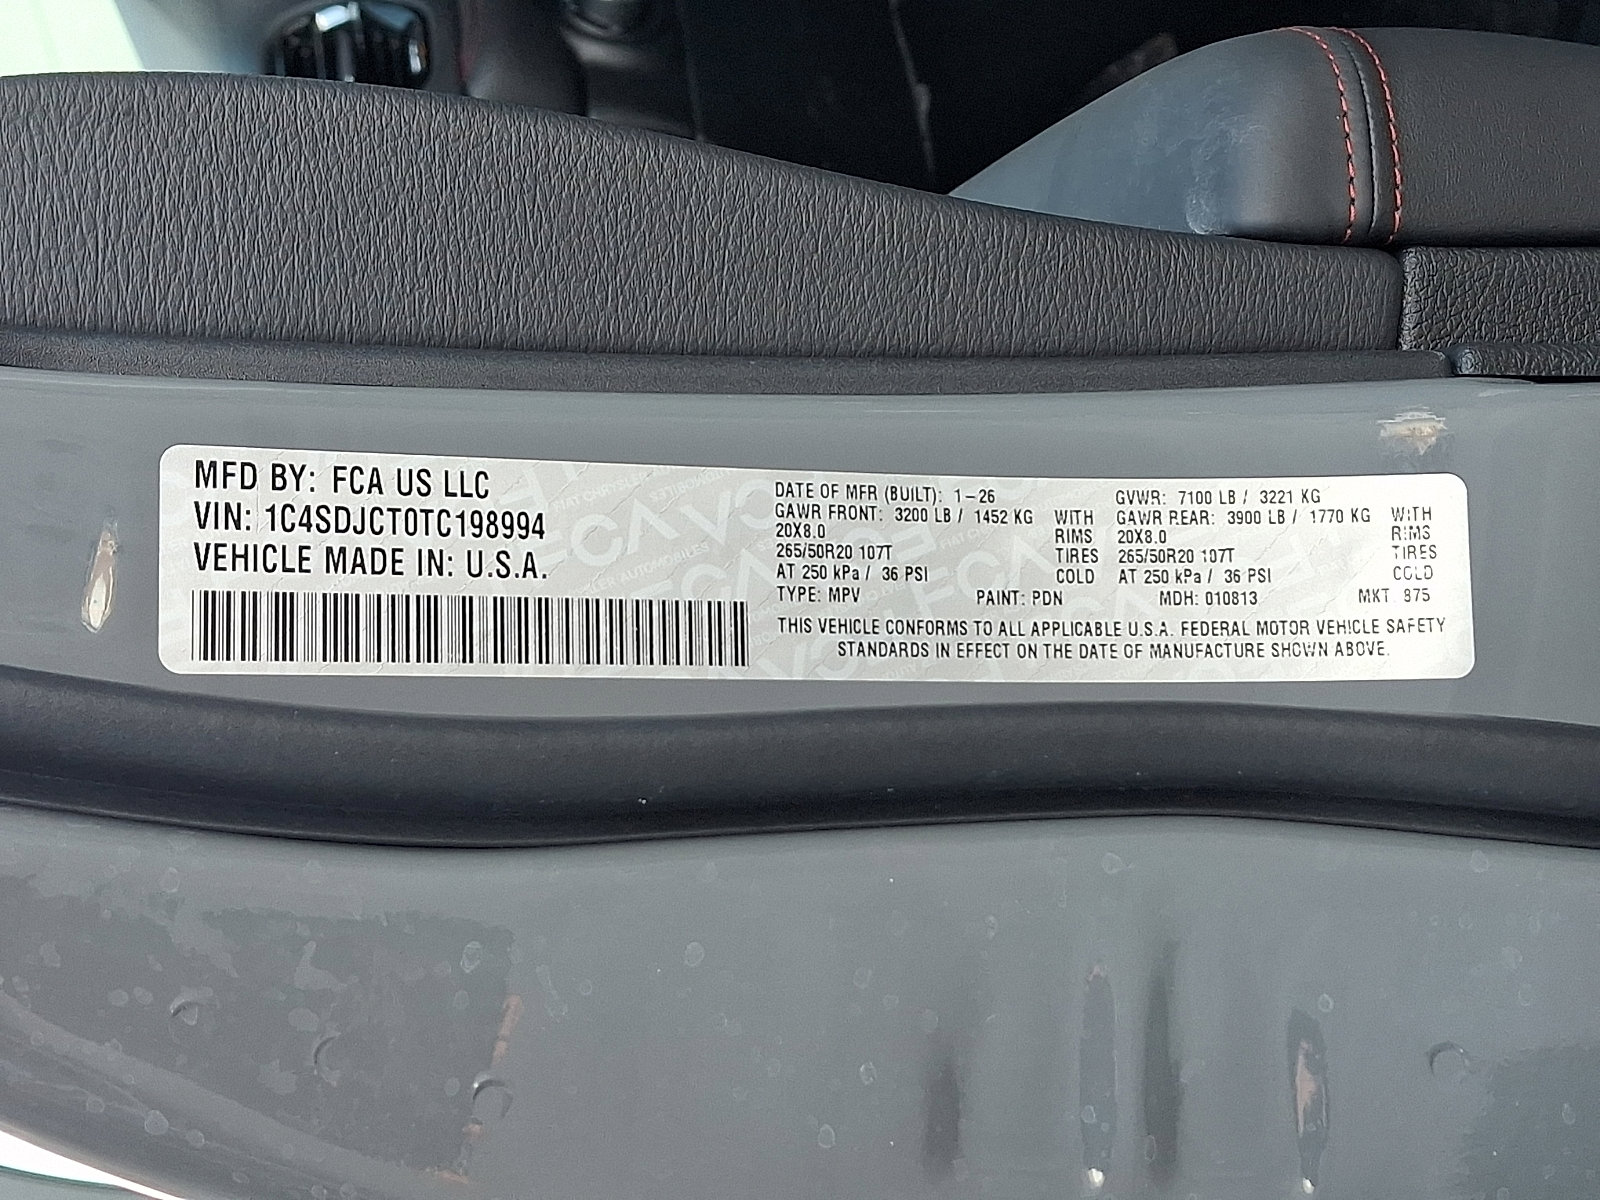 MFD BY: FCA US LLC
VIN: 1C4SDJCT0TC198994
VEHICLE MADE IN: U.S.A.
DATE OF MFR (BUILT): 1-26 GVWR: 7100 LB / 3221 KG
GAWR FRONT: 3200 LB / 1452 KG WITH GAWR REAR: 3900 LB / 1770 KG WITH
20X8.0 RIMS 20X8.0 RIMS
265/50R20 107T TIRES 265/50R20 107T TIRES
AT 250 kPa / 36 PSI COLD AT 250 kPa / 36 PSI COLD
TYPE: MPV PAINT: PDN MDH: 010813 MKT: 875
THIS VEHICLE CONFORMS TO ALL APPLICABLE U.S.A. FEDERAL MOTOR VEHICLE SAFETY
STANDARDS IN EFFECT ON THE DATE OF MANUFACTURE SHOWN ABOVE.